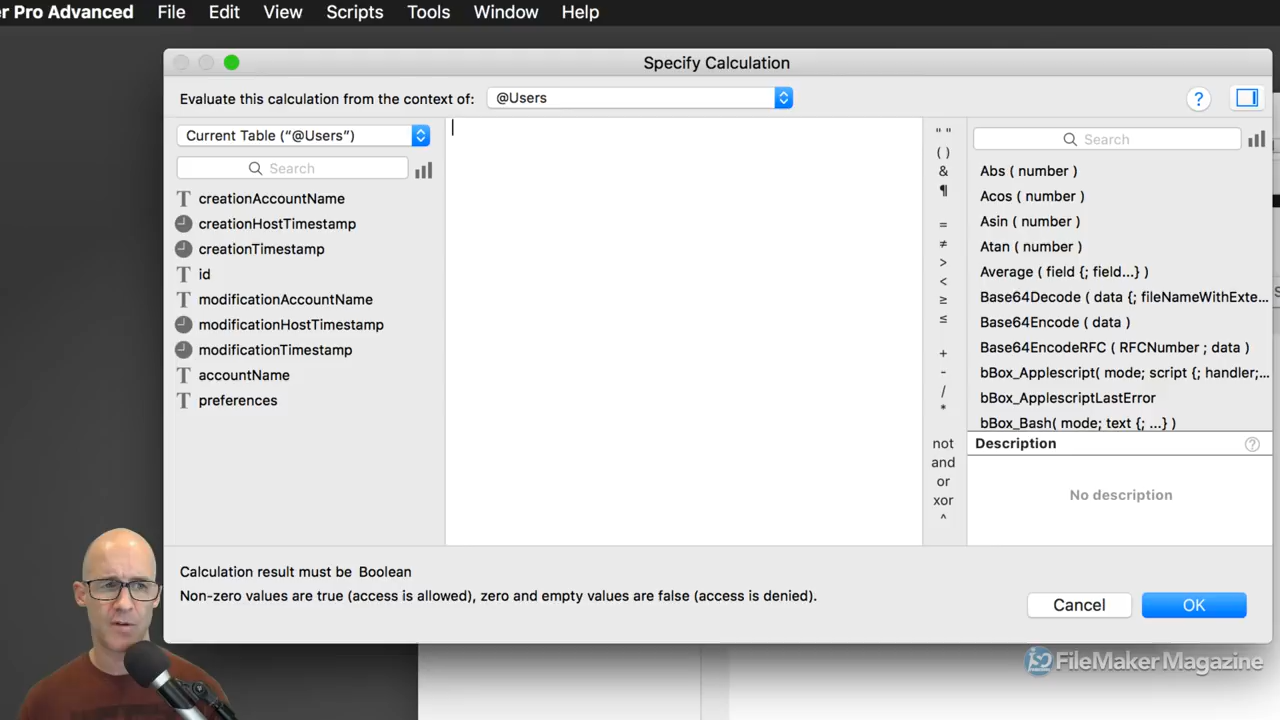 er Pro Advanced File Edit View Scripts Tools Window Help
Specify Calculation
Evaluate this calculation from the context of: @Users
?
Current Table (“@Users”)
Search
creationAccountName
creationHostTimestamp
creationTimestamp
id
modificationAccountName
modificationHostTimestamp
modificationTimestamp
accountName
preferences
" "
( )
&
¶
=
≠
>
<
≥
≤
+
-
/
*
not
and
or
xor
^
Search
Abs ( number )
Acos ( number )
Asin ( number )
Atan ( number )
Average ( field {; field...} )
Base64Decode ( data {; fileNameWithExte...
Base64Encode ( data )
Base64EncodeRFC ( RFCNumber ; data )
bBox_Applescript( mode; script {; handler;...
bBox_ApplescriptLastError
bBox_Bash( mode; text {; ...} )
Description ?
No description
Calculation result must be Boolean
Non-zero values are true (access is allowed), zero and empty values are false (access is denied).
Cancel OK
FileMaker Magazine